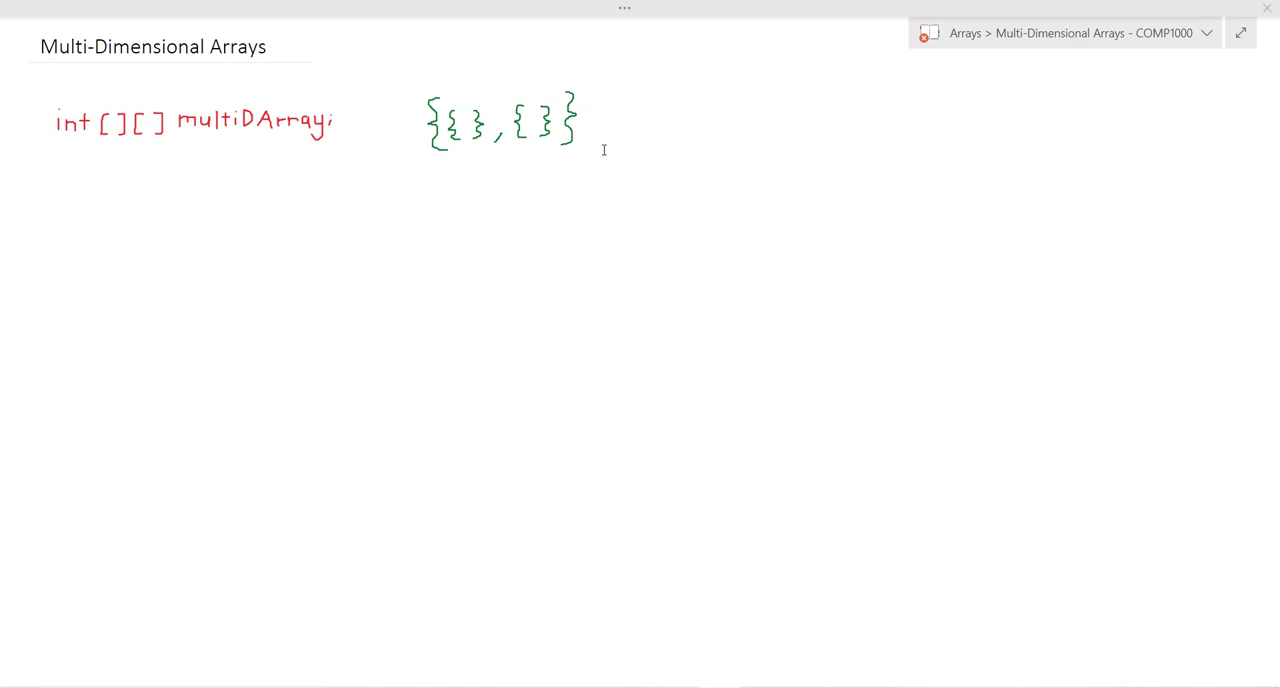 Arrays > Multi-Dimensional Arrays - COMP1000
Multi-Dimensional Arrays
int [ ] [ ] multiDArray; {{ }, { }}